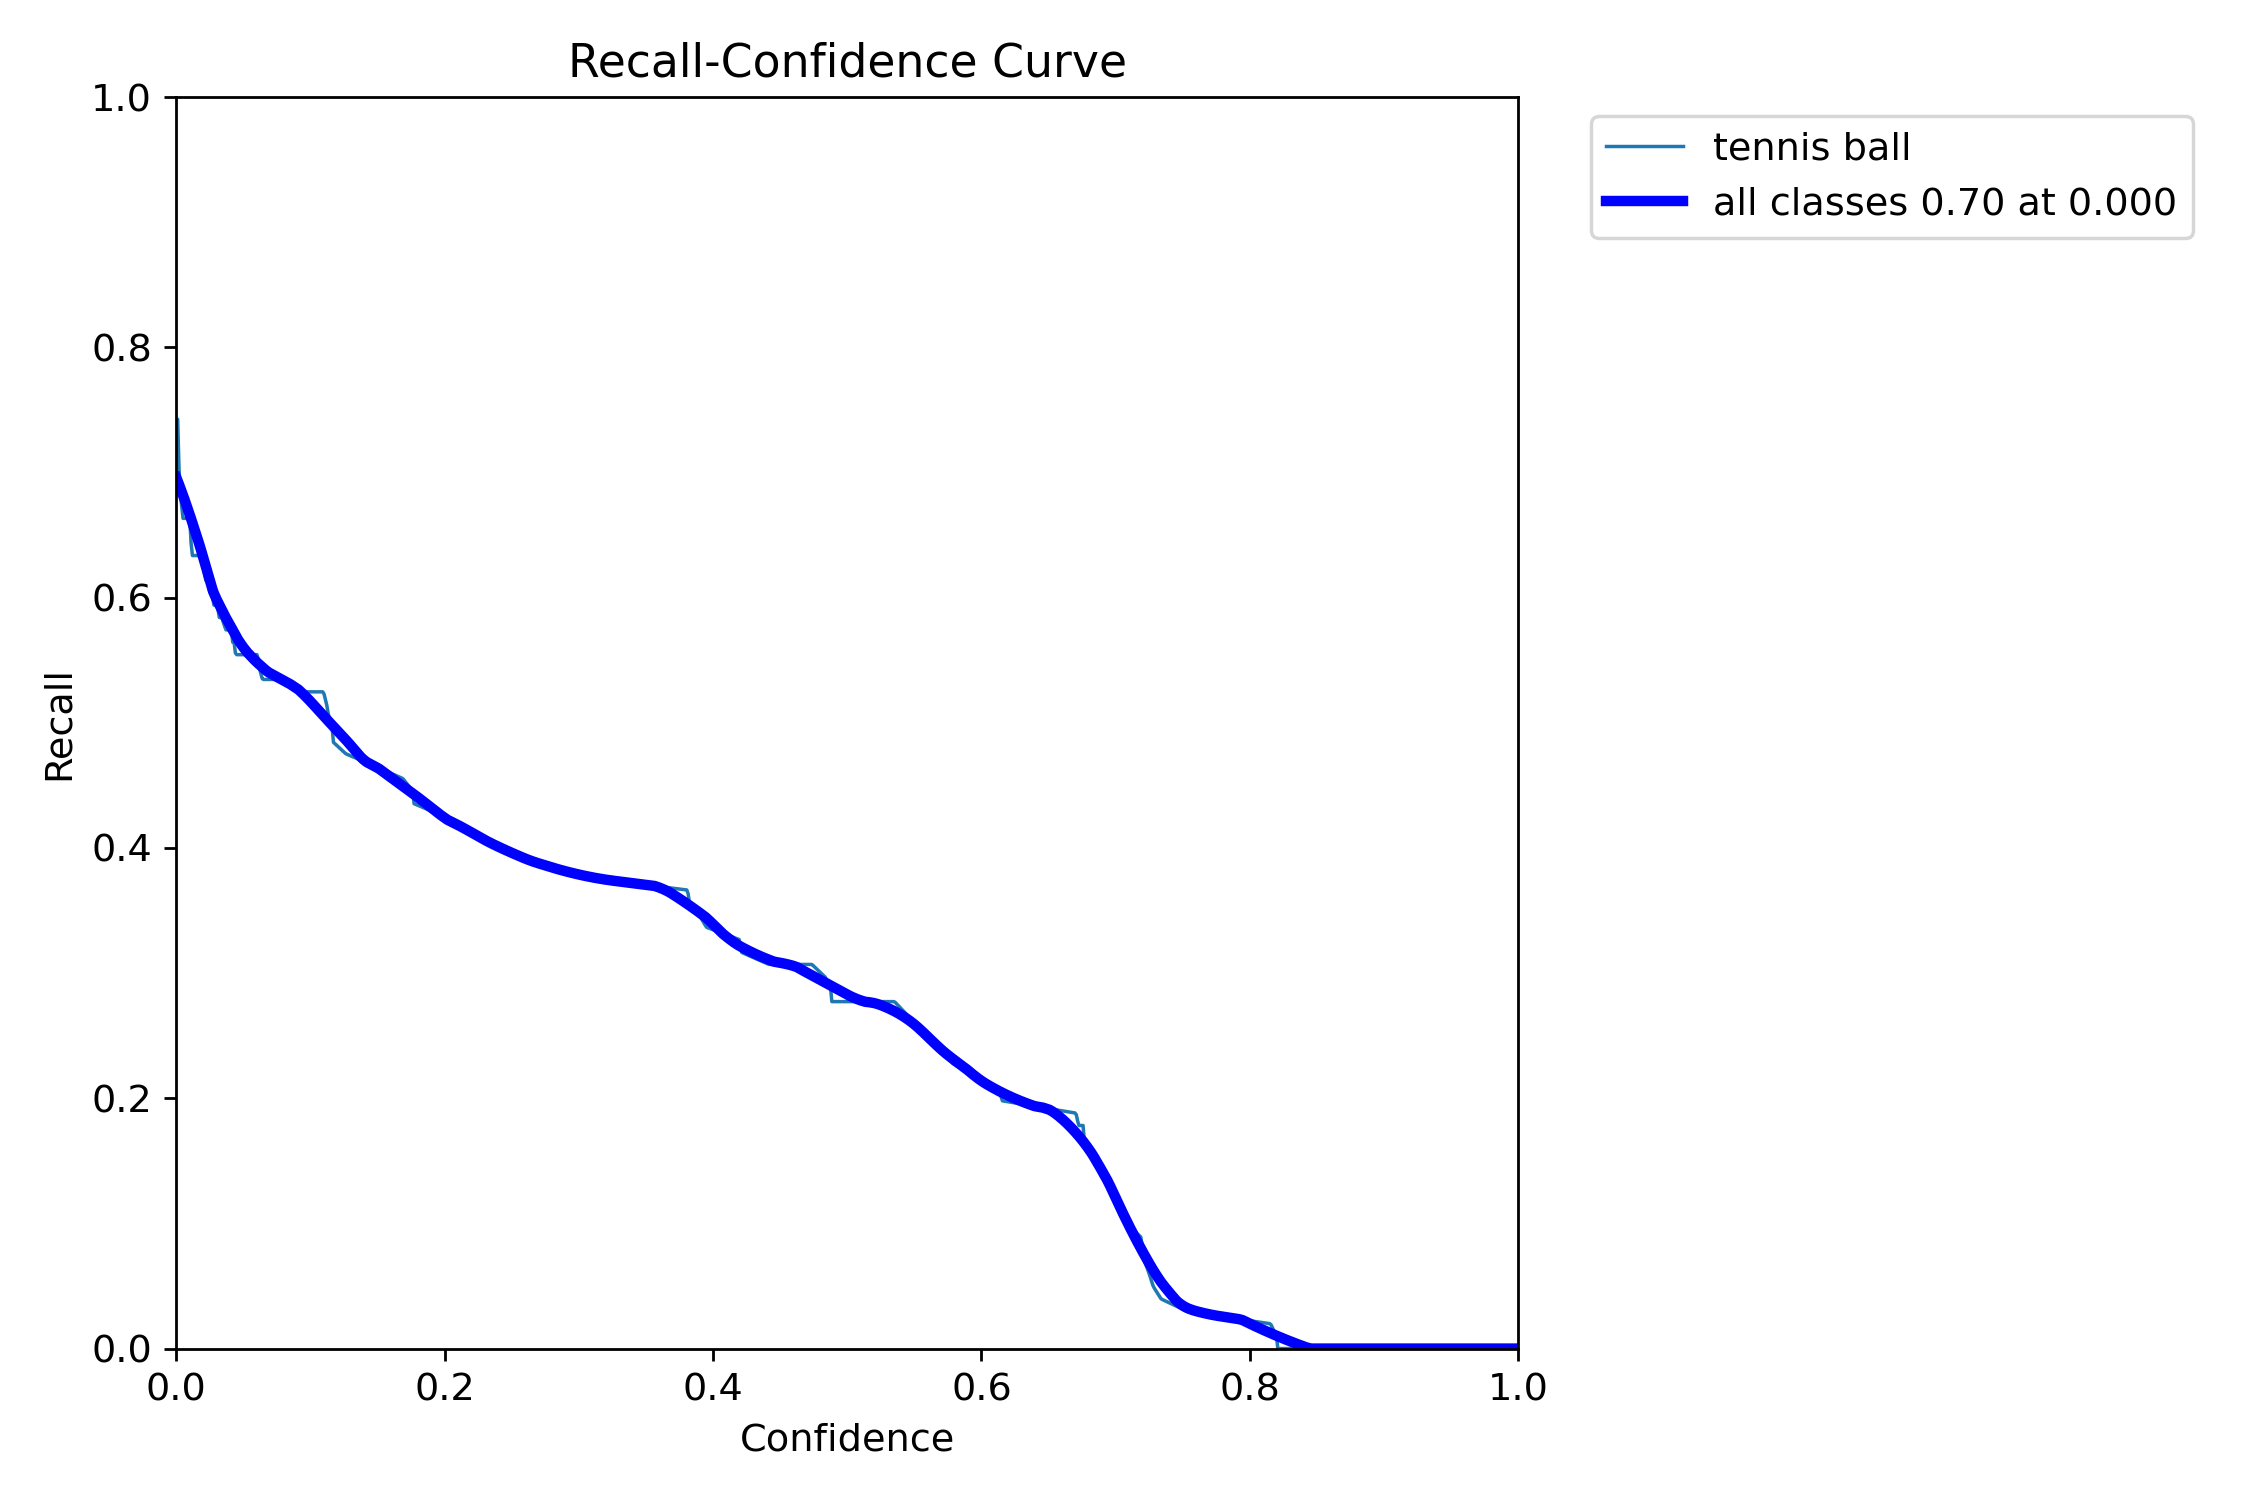 Recall-Confidence Curve
1.0
0.8
0.6
0.4
0.2
0.0
Recall
0.0 0.2 0.4 0.6 0.8 1.0
Confidence
tennis ball
all classes 0.70 at 0.000